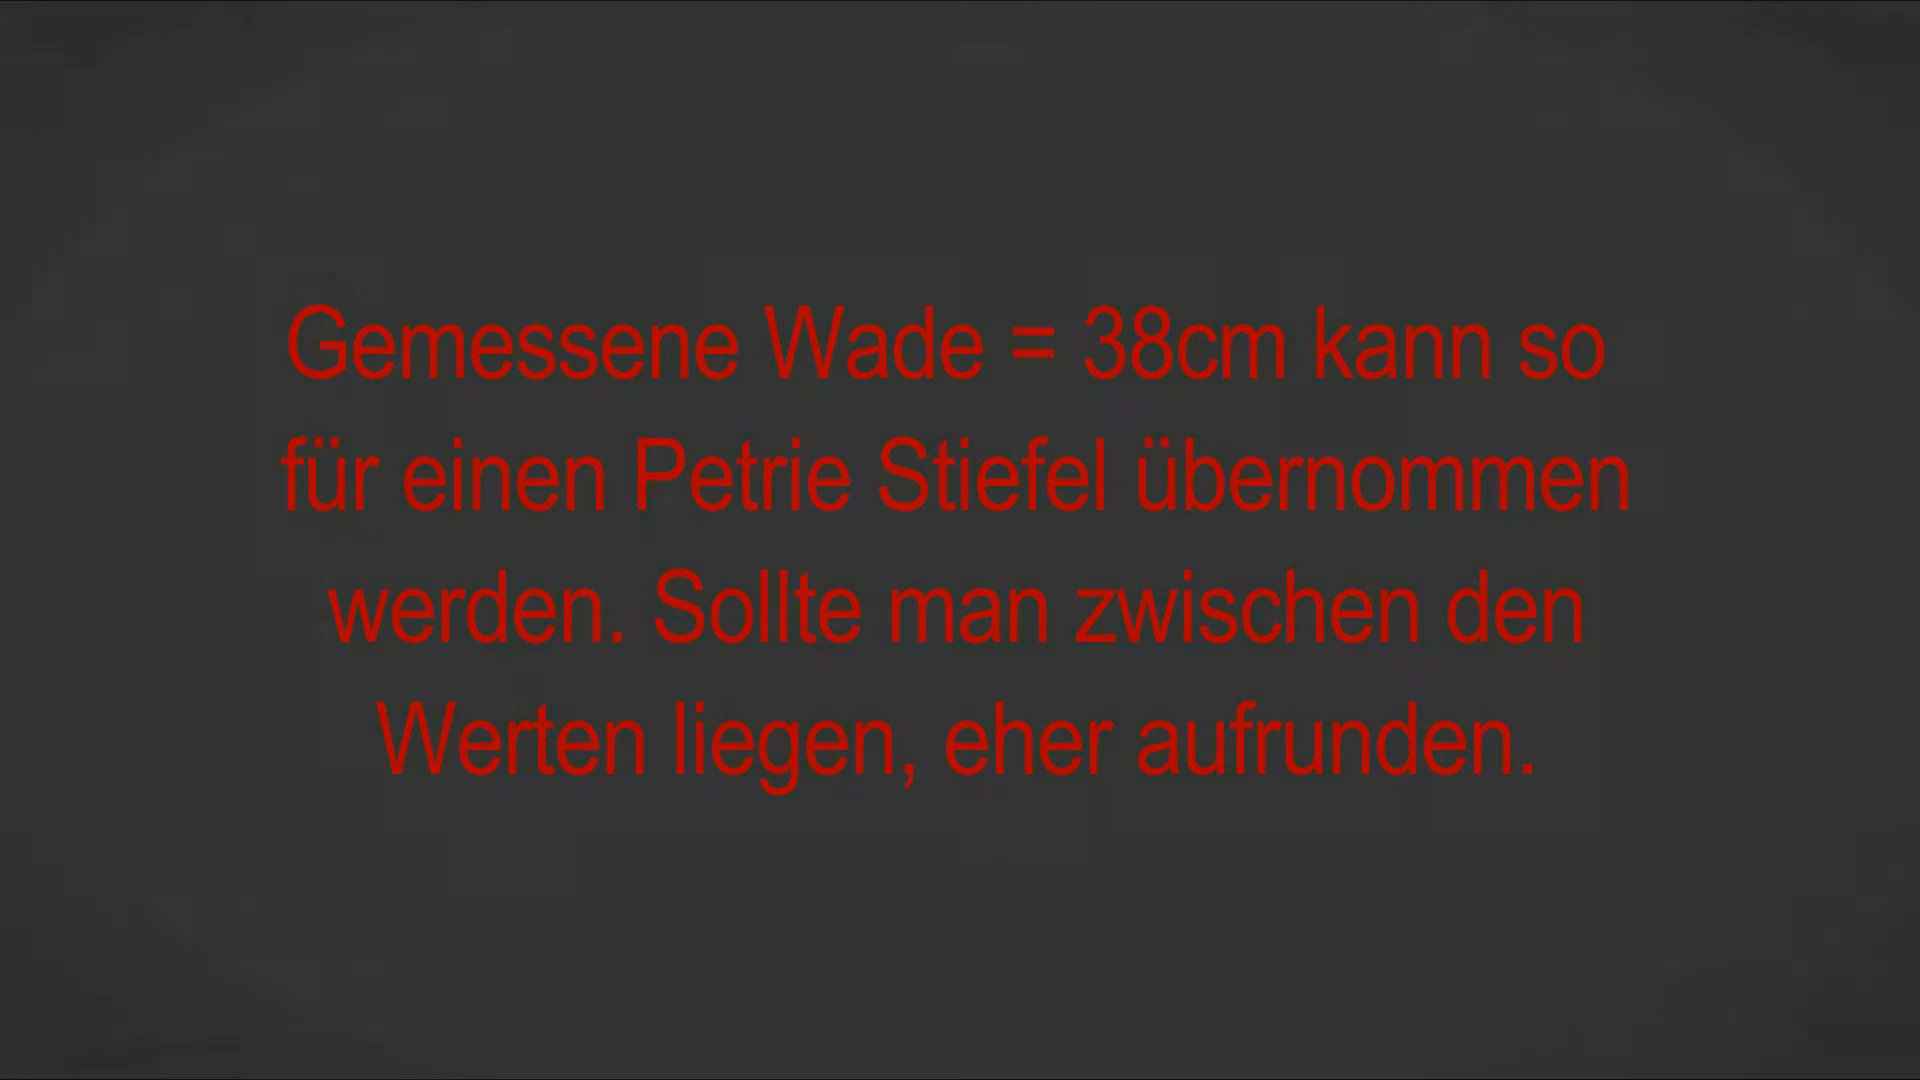 Gemessene Wade = 38cm kann so
für einen Petrie Stiefel übernommen
werden. Sollte man zwischen den
Werten liegen, eher aufrunden.